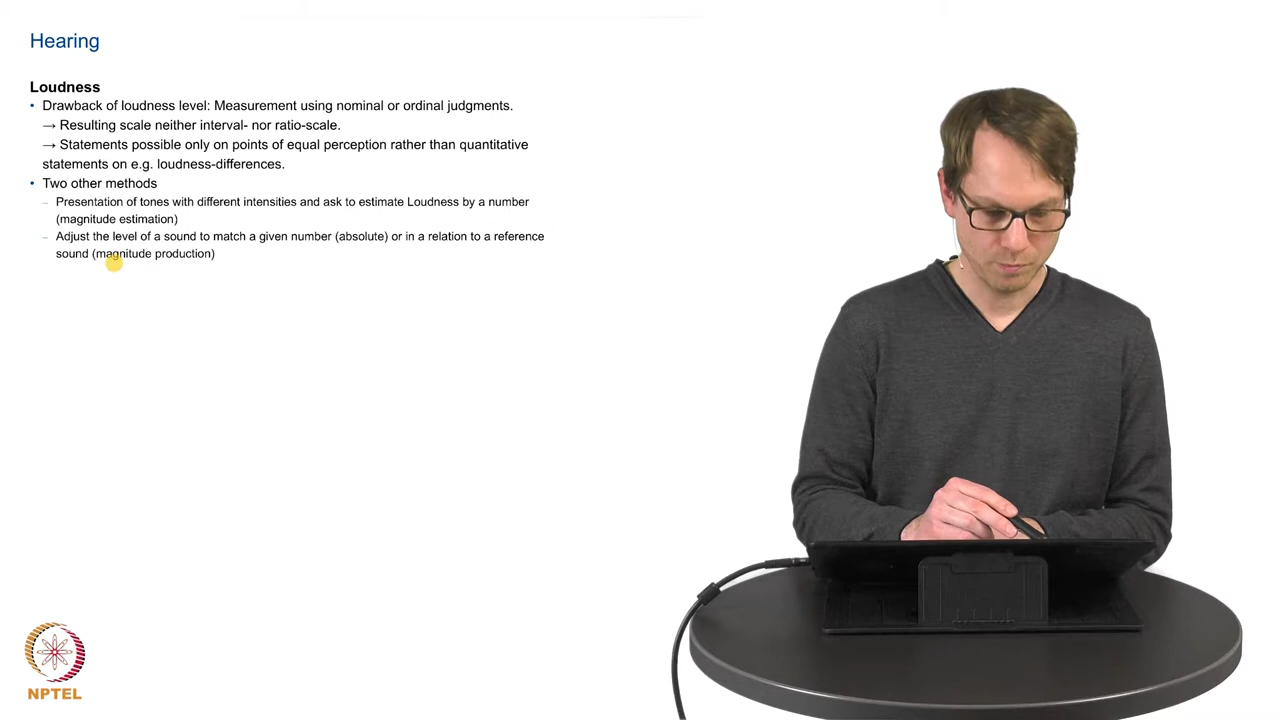 Hearing
Loudness
• Drawback of loudness level: Measurement using nominal or ordinal judgments.
→ Resulting scale neither interval- nor ratio-scale.
→ Statements possible only on points of equal perception rather than quantitative
statements on e.g. loudness-differences.
• Two other methods
– Presentation of tones with different intensities and ask to estimate Loudness by a number
(magnitude estimation)
– Adjust the level of a sound to match a given number (absolute) or in a relation to a reference
sound (magnitude production)
NPTEL